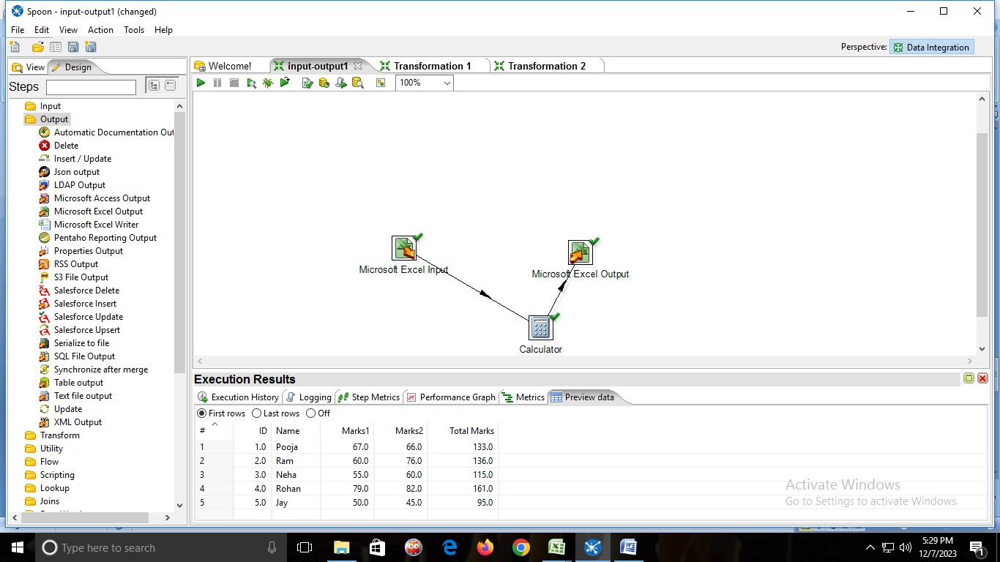 Spoon - input-output1 (changed)
File Edit View Action Tools Help
Perspective: Data Integration
View Design
Welcome! input-output1 Transformation 1 Transformation 2
Steps
100%
Input
Output
Automatic Documentation Out
Delete
Insert / Update
Json output
LDAP Output
Microsoft Access Output
Microsoft Excel Output
Microsoft Excel Writer
Pentaho Reporting Output
Properties Output
RSS Output
S3 File Output
Salesforce Delete
Salesforce Insert
Salesforce Update
Salesforce Upsert
Serialize to file
SQL File Output
Synchronize after merge
Table output
Text file output
Update
XML Output
Transform
Utility
Flow
Scripting
Lookup
Joins
Microsoft Excel Input
Microsoft Excel Output
Calculator
Execution Results
Execution History Logging Step Metrics Performance Graph Metrics Preview data
First rows Last rows Off
# ID Name Marks1 Marks2 Total Marks
1 1.0 Pooja 67.0 66.0 133.0
2 2.0 Ram 60.0 76.0 136.0
3 3.0 Neha 55.0 60.0 115.0
4 4.0 Rohan 79.0 82.0 161.0
5 5.0 Jay 50.0 45.0 95.0
Activate Windows
Go to Settings to activate Windows.
Type here to search
5:29 PM
12/7/2023
1